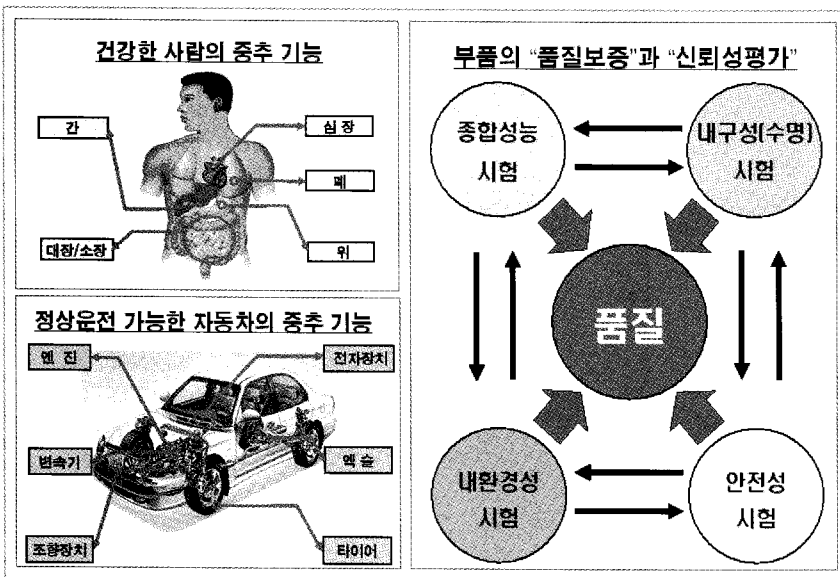 건강한 사람의 중추 기능
간
심 장
폐
대장/소장
위
정상운전 가능한 자동차의 중추 기능
엔 진
전자장치
변속기
엑 슬
조향장치
타이어
부품의 “품질보증”과 “신뢰성평가”
종합성능
시험
내구성(수명)
시험
품질
내환경성
시험
안전성
시험